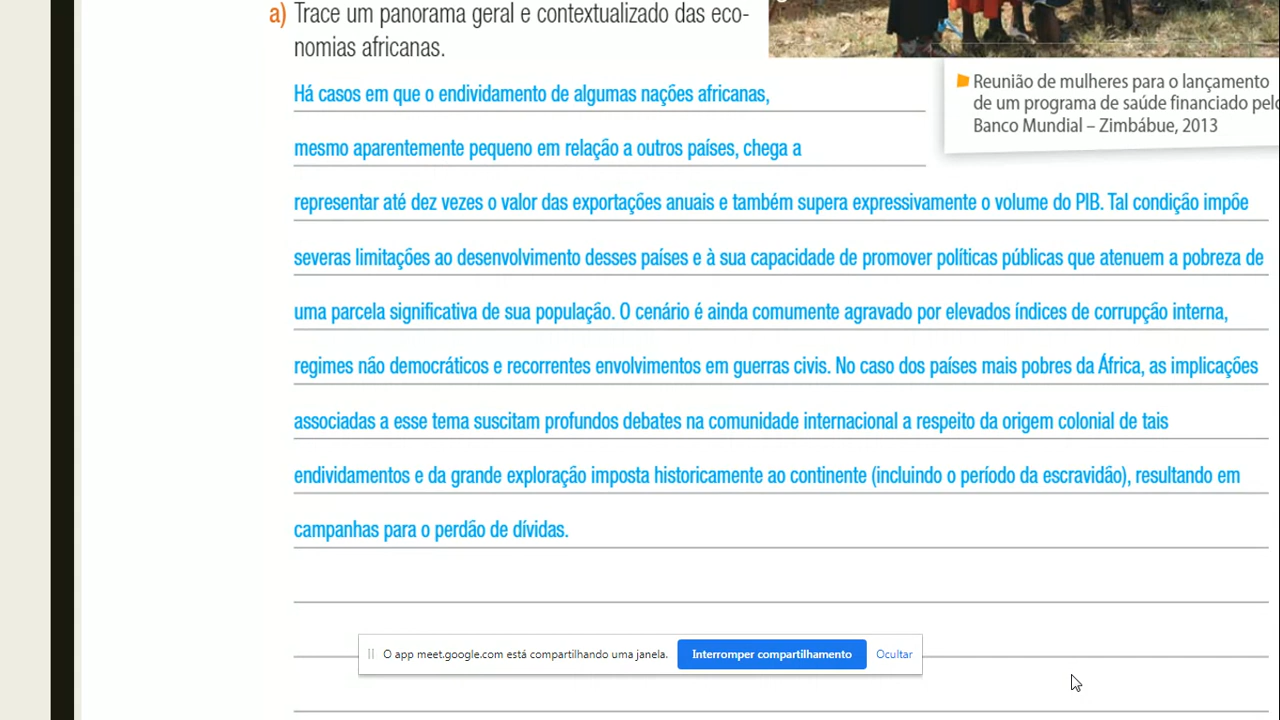 a) Trace um panorama geral e contextualizado das eco-
nomias africanas.
Há casos em que o endividamento de algumas nações africanas,
mesmo aparentemente pequeno em relação a outros países, chega a
representar até dez vezes o valor das exportações anuais e também supera expressivamente o volume do PIB. Tal condição impõe
severas limitações ao desenvolvimento desses países e à sua capacidade de promover políticas públicas que atenuem a pobreza de
uma parcela significativa de sua população. O cenário é ainda comumente agravado por elevados índices de corrupção interna,
regimes não democráticos e recorrentes envolvimentos em guerras civis. No caso dos países mais pobres da África, as implicações
associadas a esse tema suscitam profundos debates na comunidade internacional a respeito da origem colonial de tais
endividamentos e da grande exploração imposta historicamente ao continente (incluindo o período da escravidão), resultando em
campanhas para o perdão de dívidas.
Reunião de mulheres para o lançamento
de um programa de saúde financiado pelo
Banco Mundial – Zimbábue, 2013
O app meet.google.com está compartilhando uma janela.
Interromper compartilhamento
Ocultar